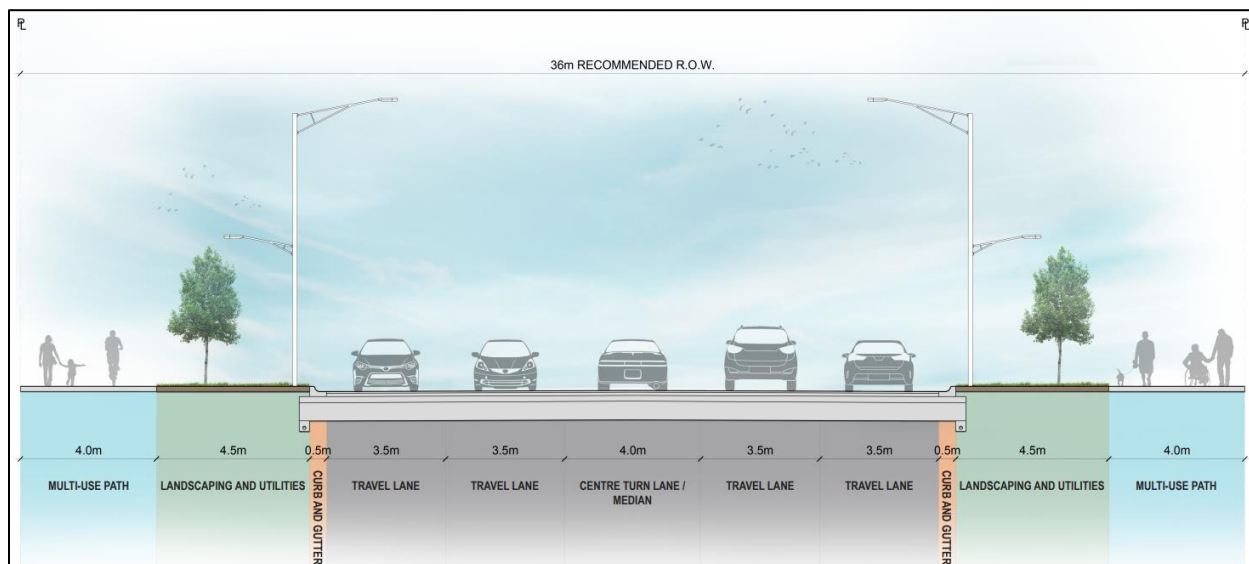 PL
PL
36m RECOMMENDED R.O.W.
4.0m
4.5m
0.5m
3.5m
3.5m
4.0m
3.5m
3.5m
0.5m
4.5m
4.0m
MULTI-USE PATH
LANDSCAPING AND UTILITIES
CURB AND GUTTER
TRAVEL LANE
TRAVEL LANE
CENTRE TURN LANE /
MEDIAN
TRAVEL LANE
TRAVEL LANE
CURB AND GUTTER
LANDSCAPING AND UTILITIES
MULTI-USE PATH